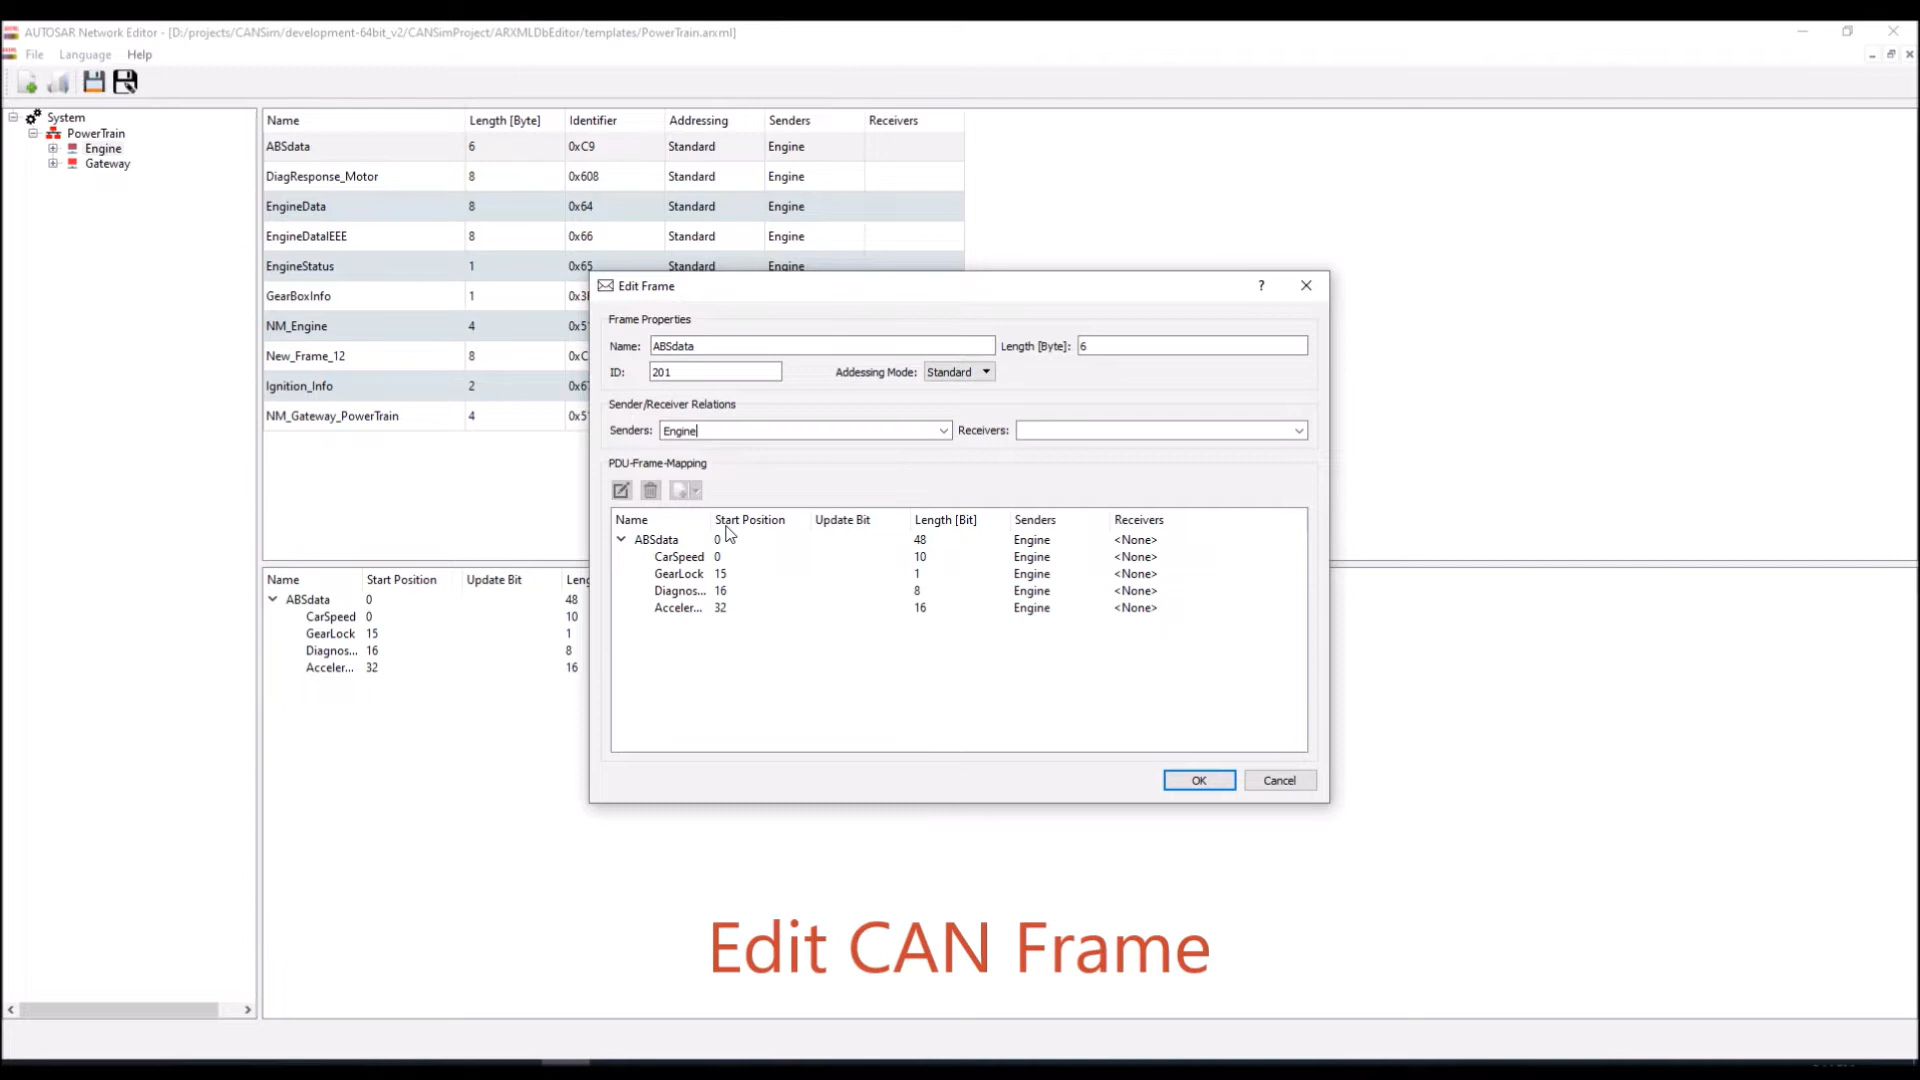 AUTOSAR Network Editor - [D:/projects/CANSim/development-64bit_v2/CANSimProject/ARXMLDbEditor/templates/PowerTrain.arxml]
File Language Help
System
PowerTrain
Engine
Gateway
Name Length [Byte] Identifier Addressing Senders Receivers
ABSdata 6 0xC9 Standard Engine
DiagResponse_Motor 8 0x608 Standard Engine
EngineData 8 0x64 Standard Engine
EngineDataIEEE 8 0x66 Standard Engine
EngineStatus 1 0x65 Standard Engine
GearBoxInfo 1
NM_Engine 4
New_Frame_12 8
Ignition_Info 2
NM_Gateway_PowerTrain 4
Edit Frame ?
Frame Properties
Name: ABSdata Length [Byte]: 6
ID: 201 Addessing Mode: Standard
Sender/Receiver Relations
Senders: Engine Receivers:
PDU-Frame-Mapping
Name Start Position Update Bit Length [Bit] Senders Receivers
ABSdata 0 48 Engine <None>
CarSpeed 0 10 Engine <None>
GearLock 15 1 Engine <None>
Diagnos... 16 8 Engine <None>
Acceler... 32 16 Engine <None>
OK Cancel
Name Start Position Update Bit Len
ABSdata 0 48
CarSpeed 0 10
GearLock 15 1
Diagnos... 16 8
Acceler... 32 16
Edit CAN Frame